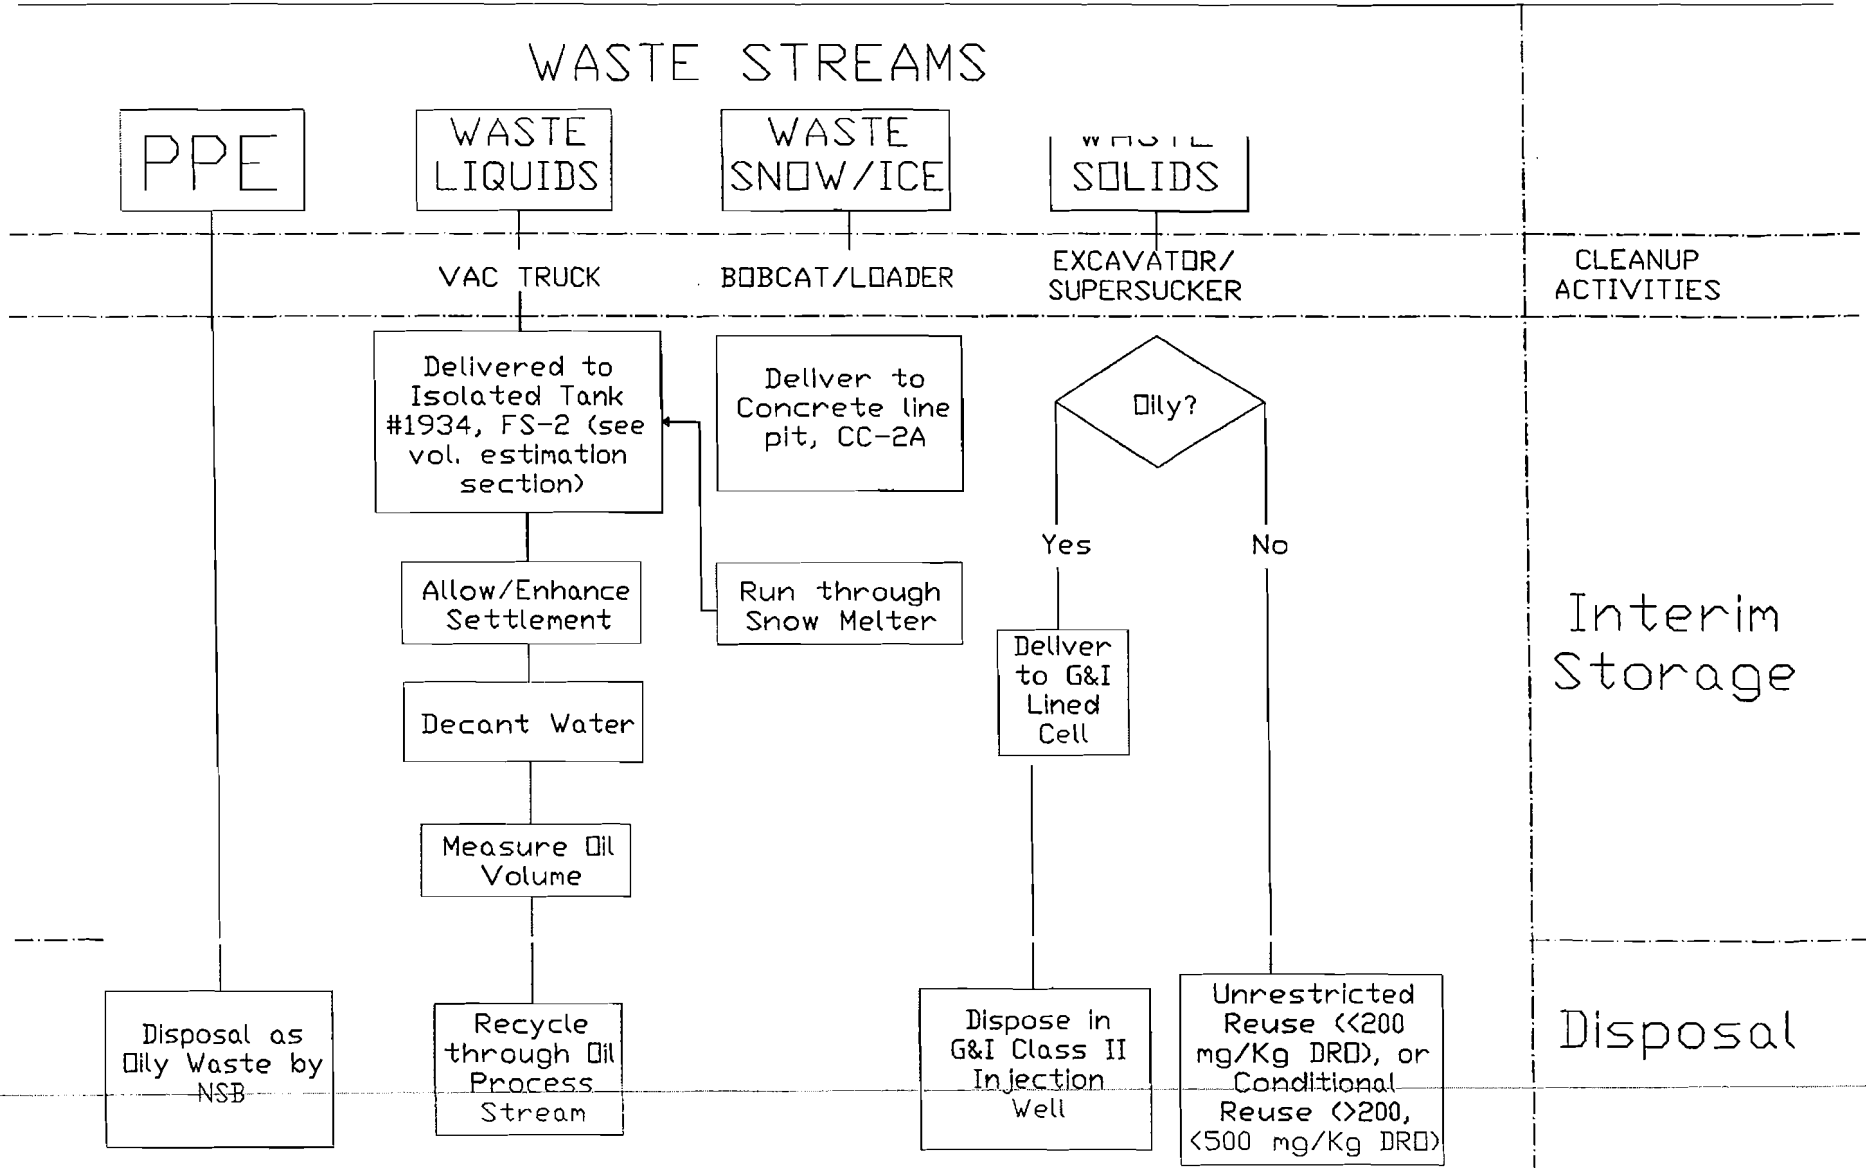 WASTE STREAMS
PPE
WASTE
LIQUIDS
WASTE
SNOW/ICE
WASTE
SOLIDS
VAC TRUCK
BOBCAT/LOADER
EXCAVATOR/
SUPERSUCKER
CLEANUP
ACTIVITIES
Delivered to
Isolated Tank
#1934, FS-2 (see
vol. estimation
section)
Deliver to
Concrete line
pit, CC-2A
Oily?
Yes
No
Allow/Enhance
Settlement
Run through
Snow Melter
Deliver
to G&I
Lined
Cell
Interim
Storage
Decant Water
Measure Oil
Volume
Disposal as
Oily Waste by
NSB
Recycle
through Oil
Process
Stream
Dispose in
G&I Class II
Injection
Well
Unrestricted
Reuse (<200
mg/Kg DRO), or
Conditional
Reuse (>200,
<500 mg/Kg DRO)
Disposal